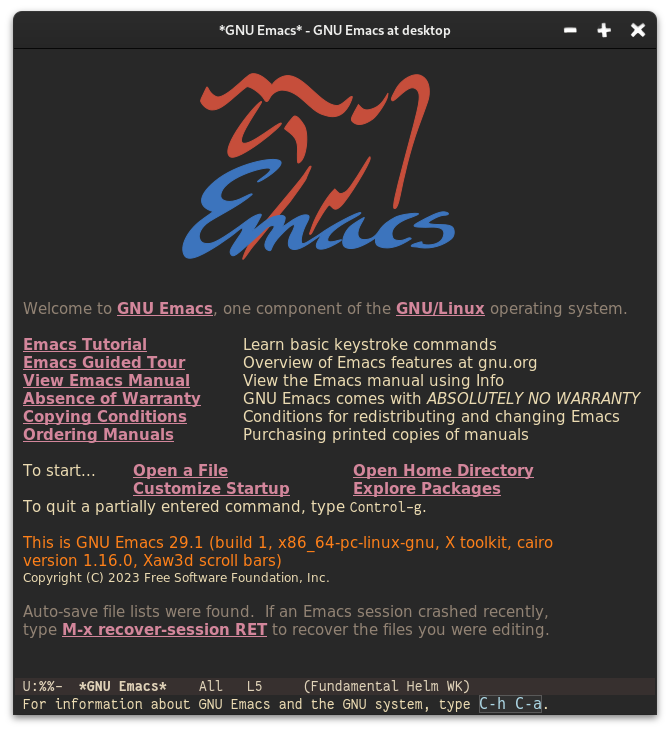 *GNU Emacs* - GNU Emacs at desktop
Emacs
Welcome to GNU Emacs, one component of the GNU/Linux operating system.
Emacs Tutorial Learn basic keystroke commands
Emacs Guided Tour Overview of Emacs features at gnu.org
View Emacs Manual View the Emacs manual using Info
Absence of Warranty GNU Emacs comes with ABSOLUTELY NO WARRANTY
Copying Conditions Conditions for redistributing and changing Emacs
Ordering Manuals Purchasing printed copies of manuals
To start... Open a File Open Home Directory
Customize Startup Explore Packages
To quit a partially entered command, type Control-g.
This is GNU Emacs 29.1 (build 1, x86_64-pc-linux-gnu, X toolkit, cairo
version 1.16.0, Xaw3d scroll bars)
Copyright (C) 2023 Free Software Foundation, Inc.
Auto-save file lists were found.  If an Emacs session crashed recently,
type M-x recover-session RET to recover the files you were editing.
U:%%- *GNU Emacs* All L5 (Fundamental Helm WK)
For information about GNU Emacs and the GNU system, type C-h C-a.